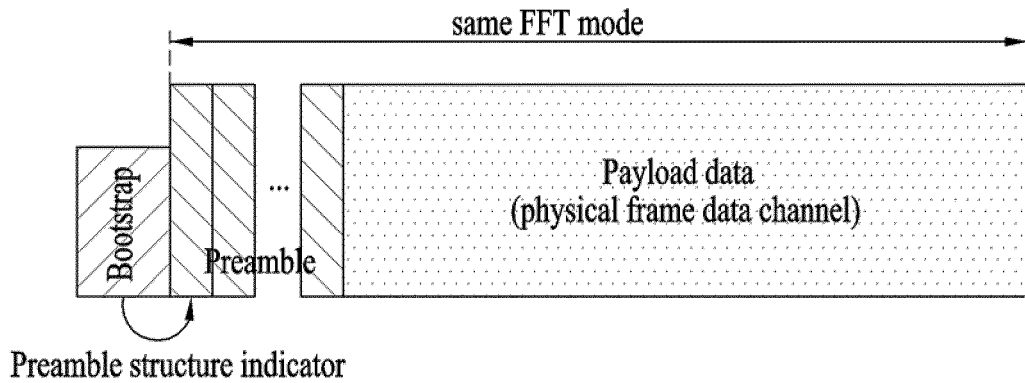 same FFT mode
Bootstrap
...
Preamble
Payload data
(physical frame data channel)
Preamble structure indicator